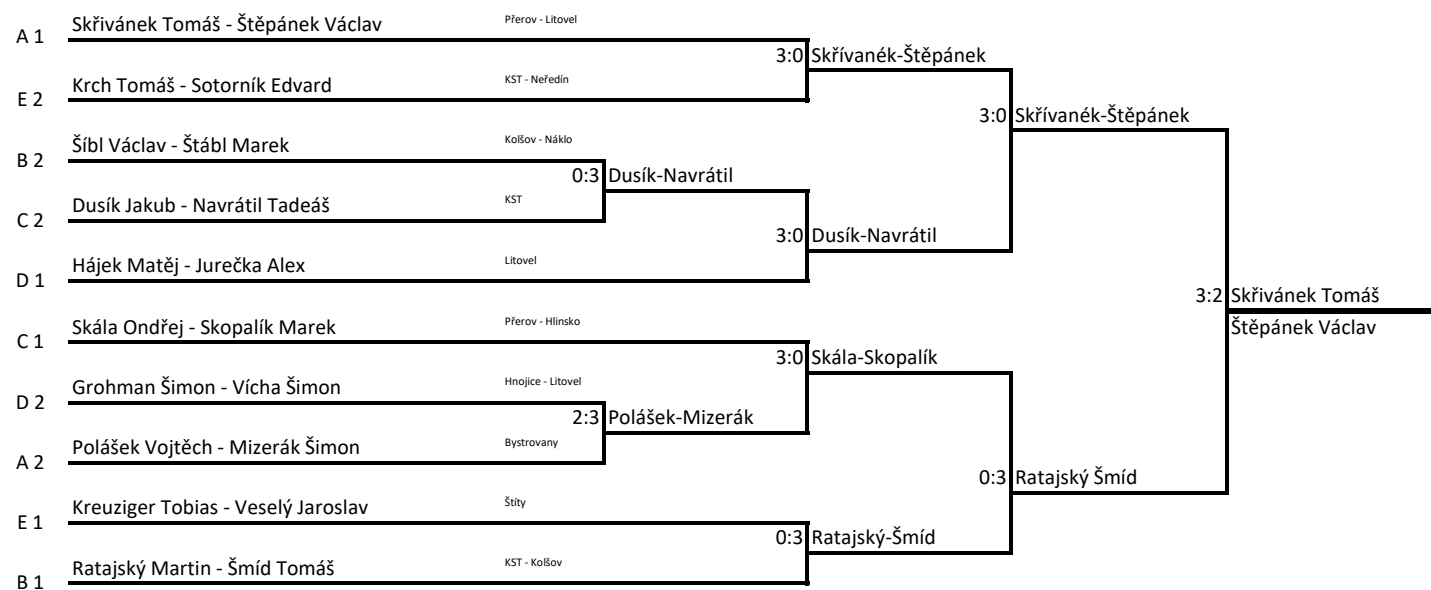 Skřivánek Tomáš - Štěpánek Václav Přerov - Litovel
A 1
3:0 Skřívanék-Štěpánek
Krch Tomáš - Sotorník Edvard KST - Neředín
E 2
3:0 Skřívanék-Štěpánek
Šíbl Václav - Štábl Marek Kolšov - Náklo
B 2
0:3 Dusík-Navrátil
Dusík Jakub - Navrátil Tadeáš KST
C 2
3:0 Dusík-Navrátil
Hájek Matěj - Jurečka Alex Litovel
D 1
3:2 Skřivánek Tomáš
Štěpánek Václav
Skála Ondřej - Skopalík Marek Přerov - Hlinsko
C 1
3:0 Skála-Skopalík
Grohman Šimon - Vícha Šimon Hnojice - Litovel
D 2
2:3 Polášek-Mizerák
Polášek Vojtěch - Mizerák Šimon Bystrovany
A 2
0:3 Ratajský Šmíd
Kreuziger Tobias - Veselý Jaroslav Štíty
E 1
0:3 Ratajský-Šmíd
Ratajský Martin - Šmíd Tomáš KST - Kolšov
B 1